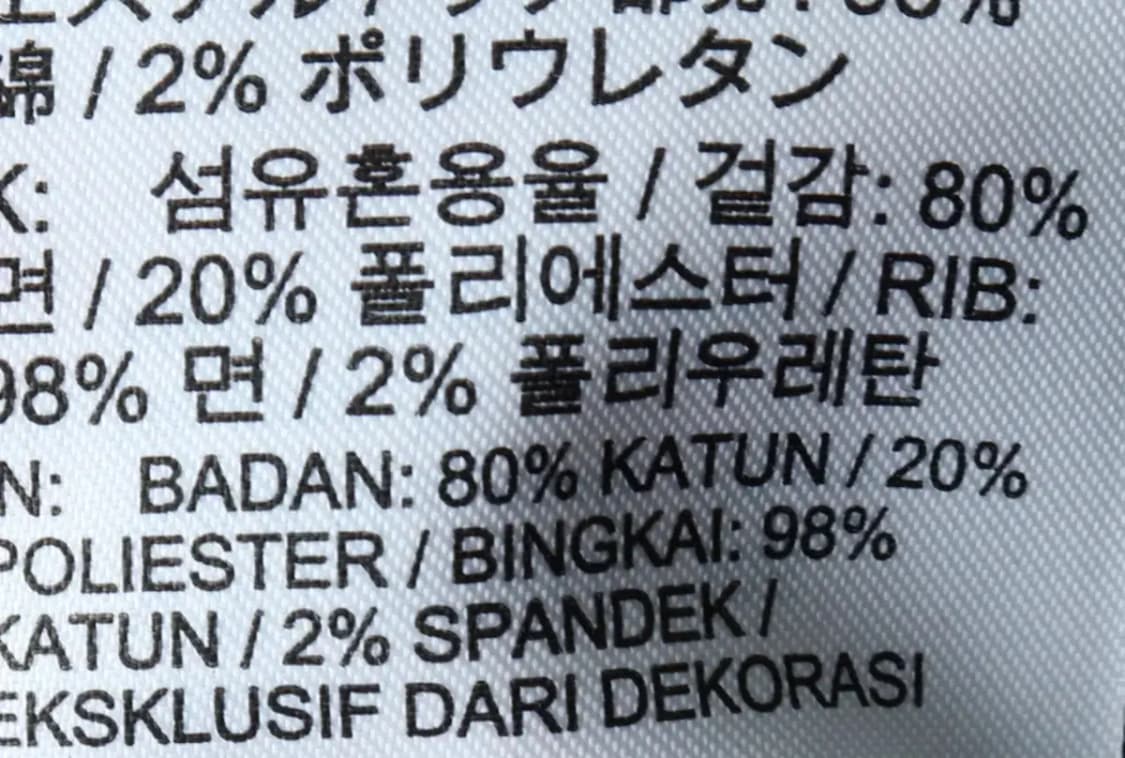 綿 / 2% ポリウレタン
K: 섬유혼용율 / 겉감: 80%
면 / 20% 폴리에스터 / RIB:
98% 면 / 2% 폴리우레탄
N: BADAN: 80% KATUN / 20%
POLIESTER / BINGKAI: 98%
KATUN / 2% SPANDEK /
EKSKLUSIF DARI DEKORASI